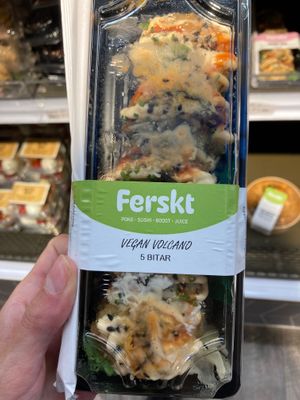 Ferskt
POKE • SUSHI • BOOST • JUICE
VEGAN VOLCANO
5 BITAR